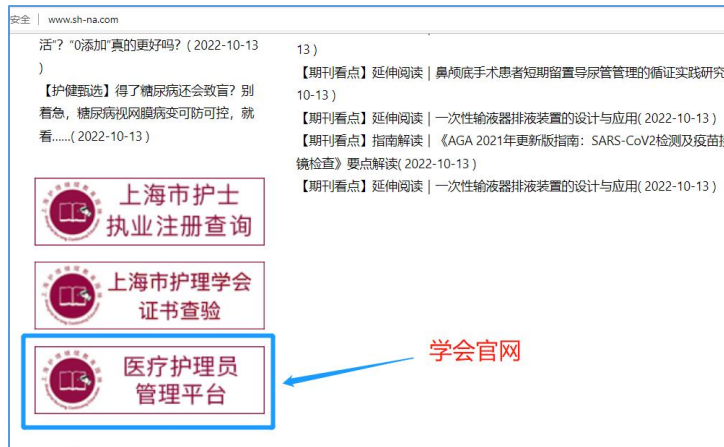 安全 | www.sh-na.com
活"? "0添加"真的更好吗? ( 2022-10-13
)
【护健甄选】得了糖尿病还会致盲? 别
着急，糖尿病视网膜病变可防可控，就
看......( 2022-10-13 )
13 )
【期刊看点】延伸阅读 | 鼻颅底手术患者短期留置导尿管管理的循证实践研究
10-13 )
【期刊看点】延伸阅读 | 一次性输液器排液装置的设计与应用( 2022-10-13 )
【期刊看点】指南解读 | 《AGA 2021年更新版指南：SARS-CoV2检测及疫苗接
镜检查》要点解读( 2022-10-13 )
【期刊看点】延伸阅读 | 一次性输液器排液装置的设计与应用( 2022-10-13 )
上海市护士
执业注册查询
上海市护理学会
证书查验
医疗护理员
管理平台
学会官网